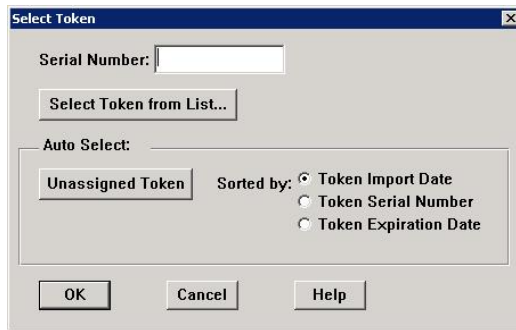 Select Token
Serial Number:
Select Token from List...
Auto Select:
Unassigned Token
Sorted by:
Token Import Date
Token Serial Number
Token Expiration Date
OK
Cancel
Help